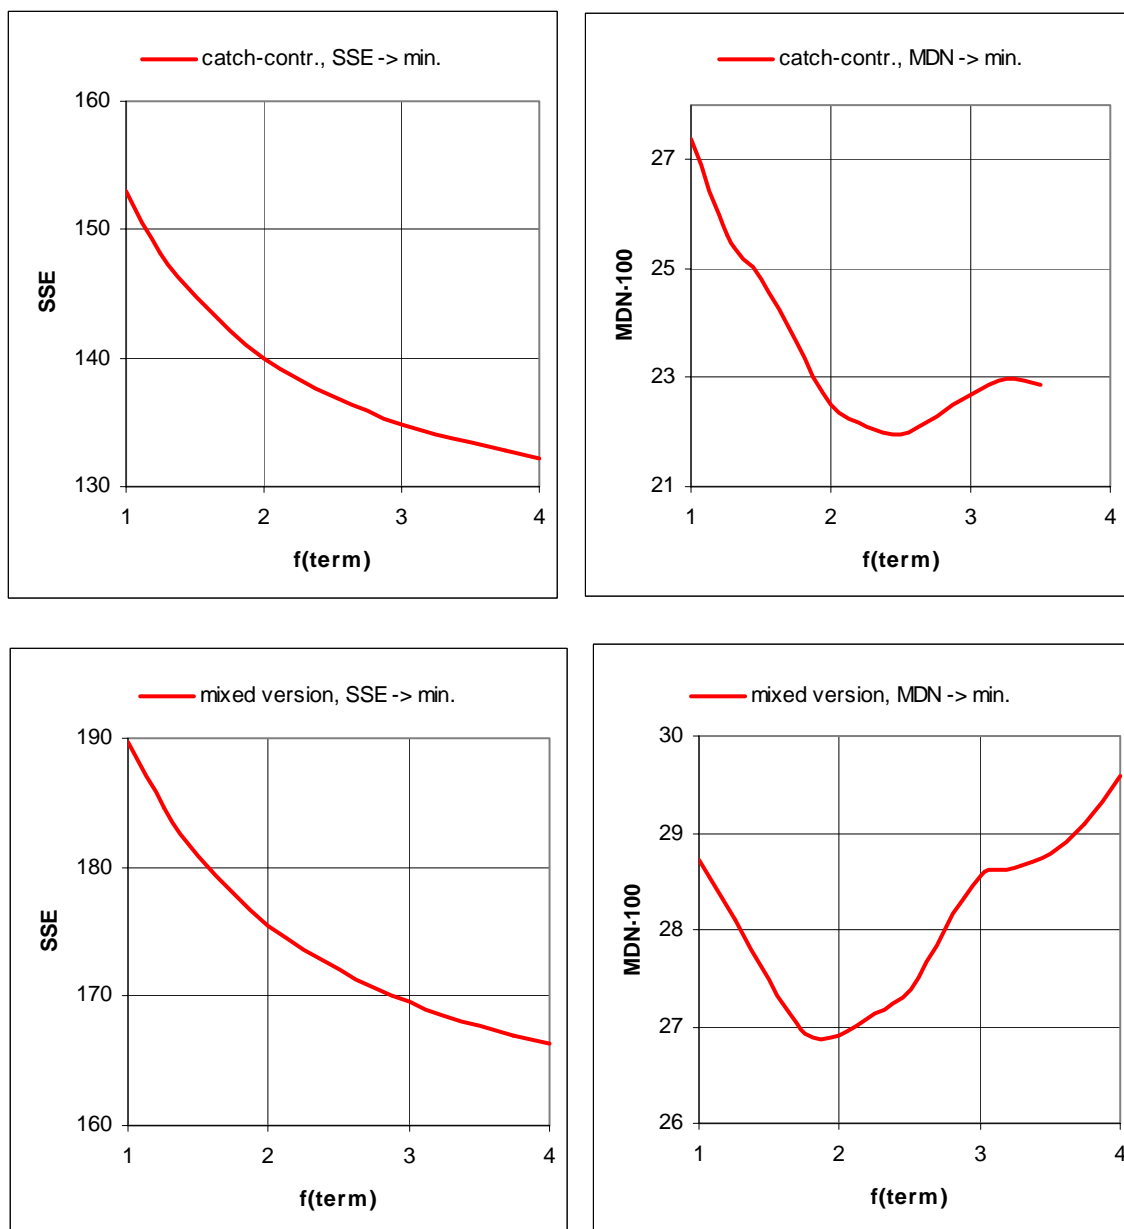 catch-contr., SSE -> min.
160
150
140
130
SSE
1 2 3 4
f(term)
catch-contr., MDN -> min.
27
25
23
21
MDN·100
1 2 3 4
f(term)
mixed version, SSE -> min.
190
180
170
160
SSE
1 2 3 4
f(term)
mixed version, MDN -> min.
30
29
28
27
26
MDN·100
1 2 3 4
f(term)